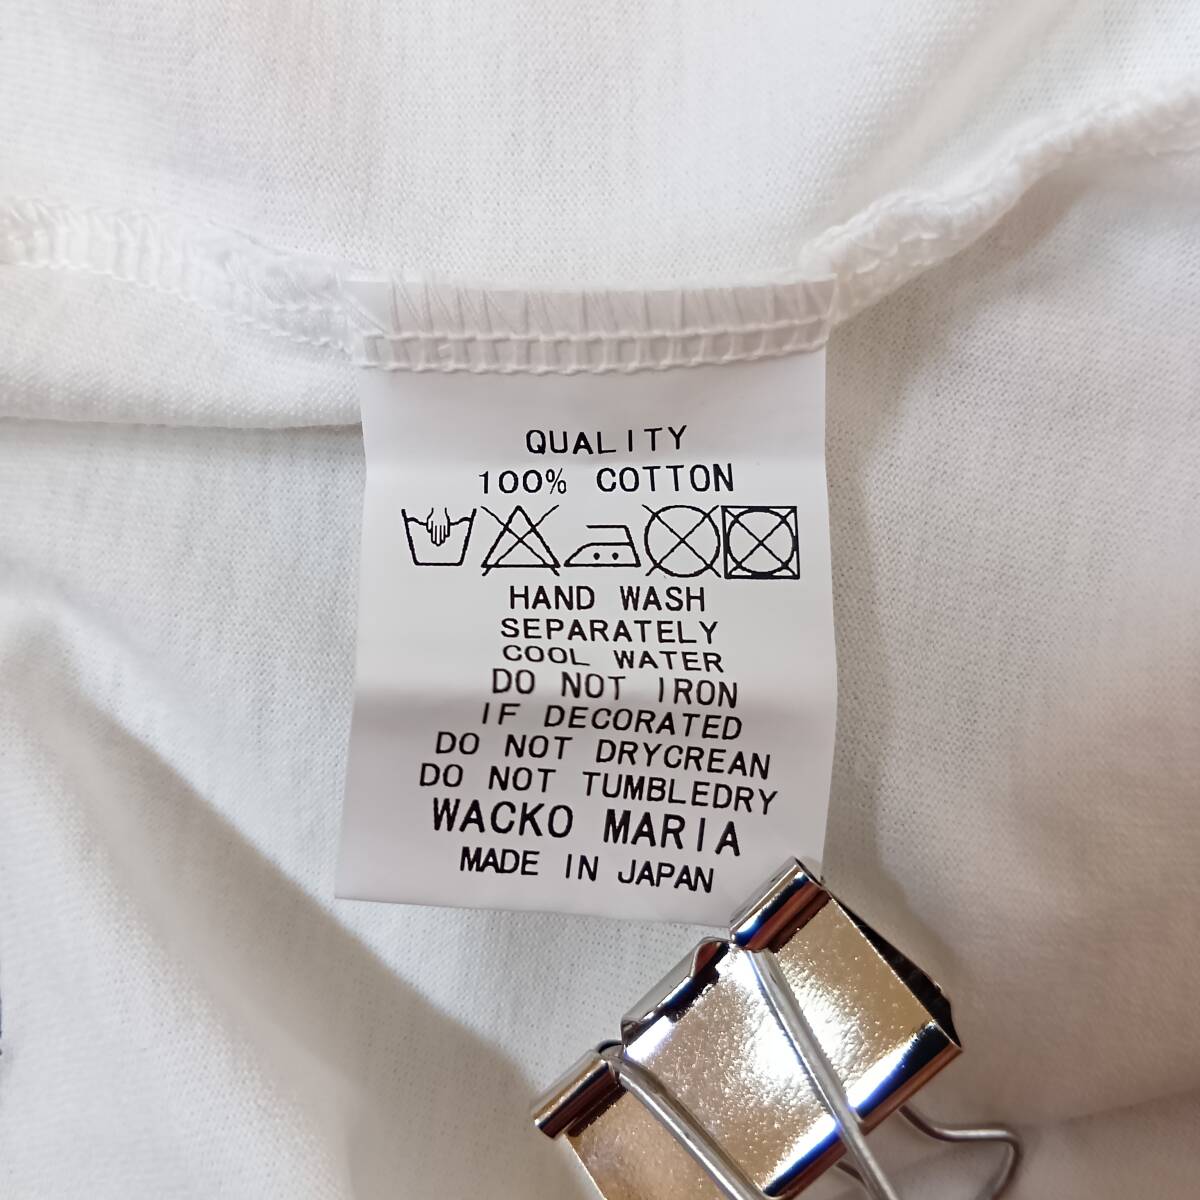 QUALITY
100% COTTON
HAND WASH
SEPARATELY
COOL WATER
DO NOT IRON
IF DECORATED
DO NOT DRYCREAN
DO NOT TUMBLEDRY
WACKO MARIA
MADE IN JAPAN